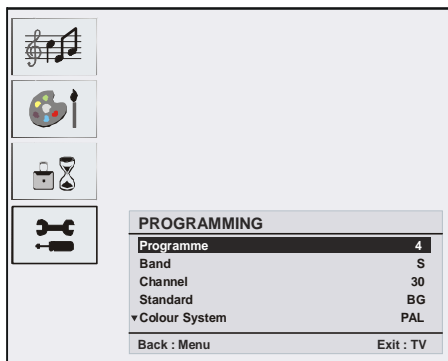 PROGRAMMING
Programme 4
Band S
Channel 30
Standard BG
▾Colour System PAL
Back : Menu Exit : TV